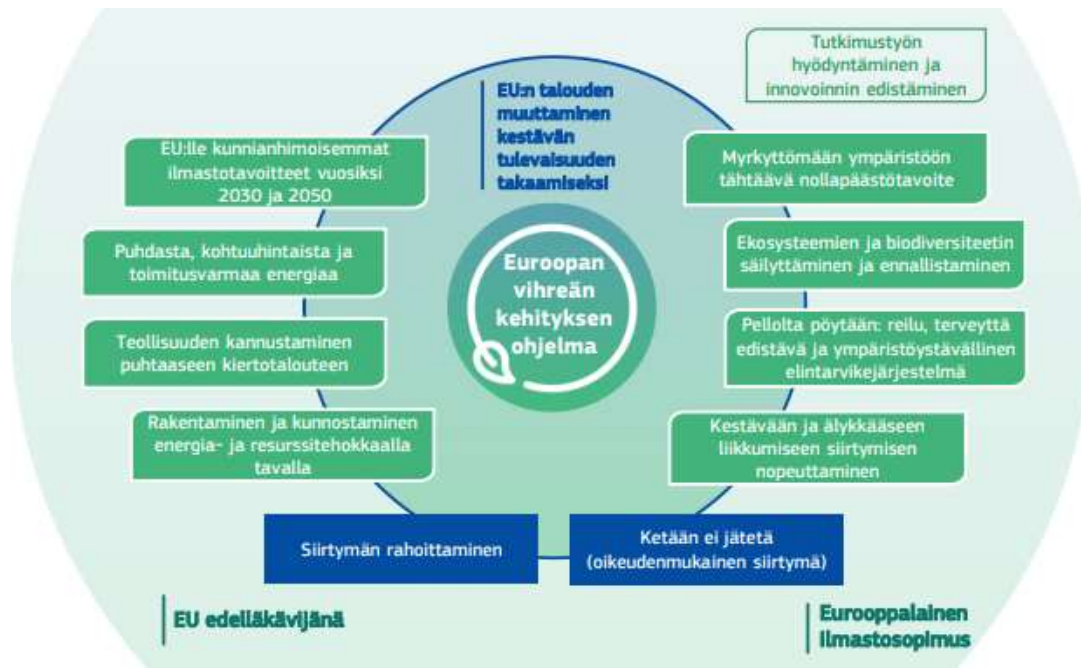 Tutkimustyön
hyödyntäminen ja
innovoinnin edistäminen
EU:n talouden
muuttaminen
kestävän
tulevaisuuden
takaamiseksi
EU:lle kunnianhimoisemmat
ilmastotavoitteet vuosiksi
2030 ja 2050
Myrkyttömään ympäristöön
tähtäävä nollapäästötavoite
Puhdasta, kohtuuhintaista ja
toimitusvarmaa energiaa
Ekosysteemien ja biodiversiteetin
säilyttäminen ja ennallistaminen
Euroopan
vihreän
kehityksen
ohjelma
Teollisuuden kannustaminen
puhtaaseen kiertotalouteen
Pellolta pöytään: reilu, terveyttä
edistävä ja ympäristöystävällinen
elintarvikejärjestelmä
Rakentaminen ja kunnostaminen
energia- ja resurssitehokkaalla
tavalla
Kestävään ja älykkääseen
liikkumiseen siirtymisen
nopeuttaminen
Siirtymän rahoittaminen
Ketään ei jätetä
(oikeudenmukainen siirtymä)
EU edelläkävijänä
Eurooppalainen
ilmastosopimus